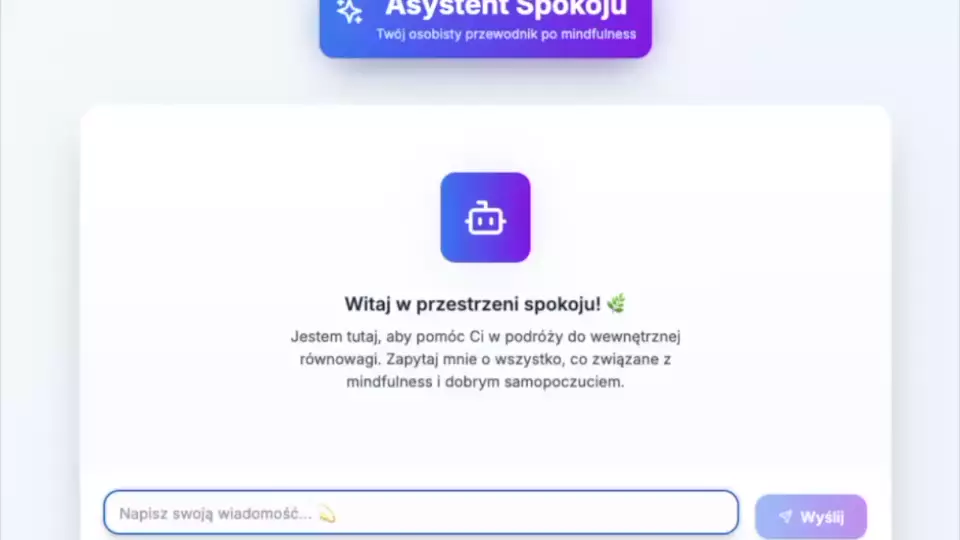 Asystent Spokoju
Twój osobisty przewodnik po mindfulness
Witaj w przestrzeni spokoju! 🌿
Jestem tutaj, aby pomóc Ci w podróży do wewnętrznej
równowagi. Zapytaj mnie o wszystko, co związane z
mindfulness i dobrym samopoczuciem.
Napisz swoją wiadomość... 💫
Wyślij